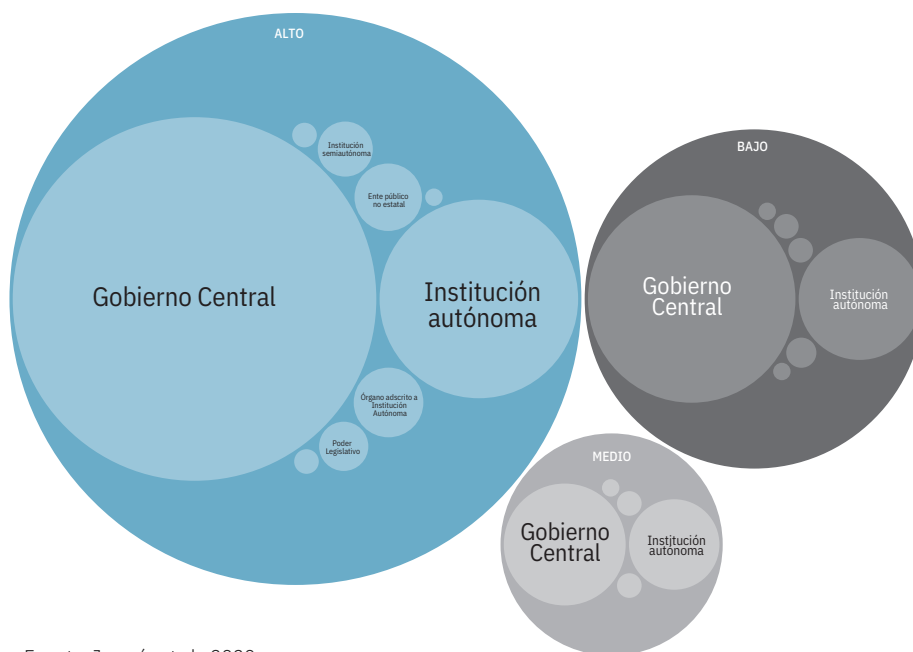 ALTO
Institución
semiautónoma
Ente público
no estatal
Gobierno Central
Institución
autónoma
Órgano adscrito a
Institución
Autónoma
Poder
Legislativo
BAJO
Gobierno
Central
Institución
autónoma
MEDIO
Gobierno
Central
Institución
autónoma